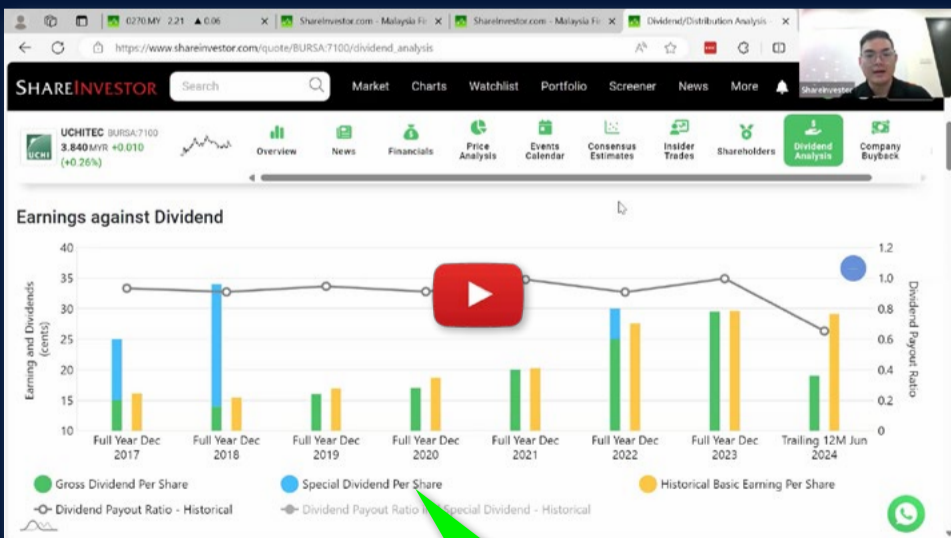 0270.MY 2.21 ▲0.06
ShareInvestor.com - Malaysia Fir
ShareInvestor.com - Malaysia Fir
Dividend/Distribution Analysis -
https://www.shareinvestor.com/quote/BURSA:7100/dividend_analysis
SHAREINVESTOR
Search
Market Charts Watchlist Portfolio Screener News More
ShareInvestor
UCHI
UCHITEC BURSA:7100
3.840 MYR +0.010
(+0.26%)
Overview
News
Financials
Price
Analysis
Events
Calendar
Consensus
Estimates
Insider
Trades
Shareholders
Dividend
Analysis
Company
Buyback
Earnings against Dividend
Earning and Dividends
(cents)
40
35
30
25
20
15
10
1.2
1.0
0.8
0.6
0.4
0.2
0
Dividend Payout Ratio
Full Year Dec
2017
Full Year Dec
2018
Full Year Dec
2019
Full Year Dec
2020
Full Year Dec
2021
Full Year Dec
2022
Full Year Dec
2023
Trailing 12M Jun
2024
Gross Dividend Per Share
Special Dividend Per Share
Historical Basic Earning Per Share
Dividend Payout Ratio - Historical
Dividend Payout Ratio Special Dividend - Historical